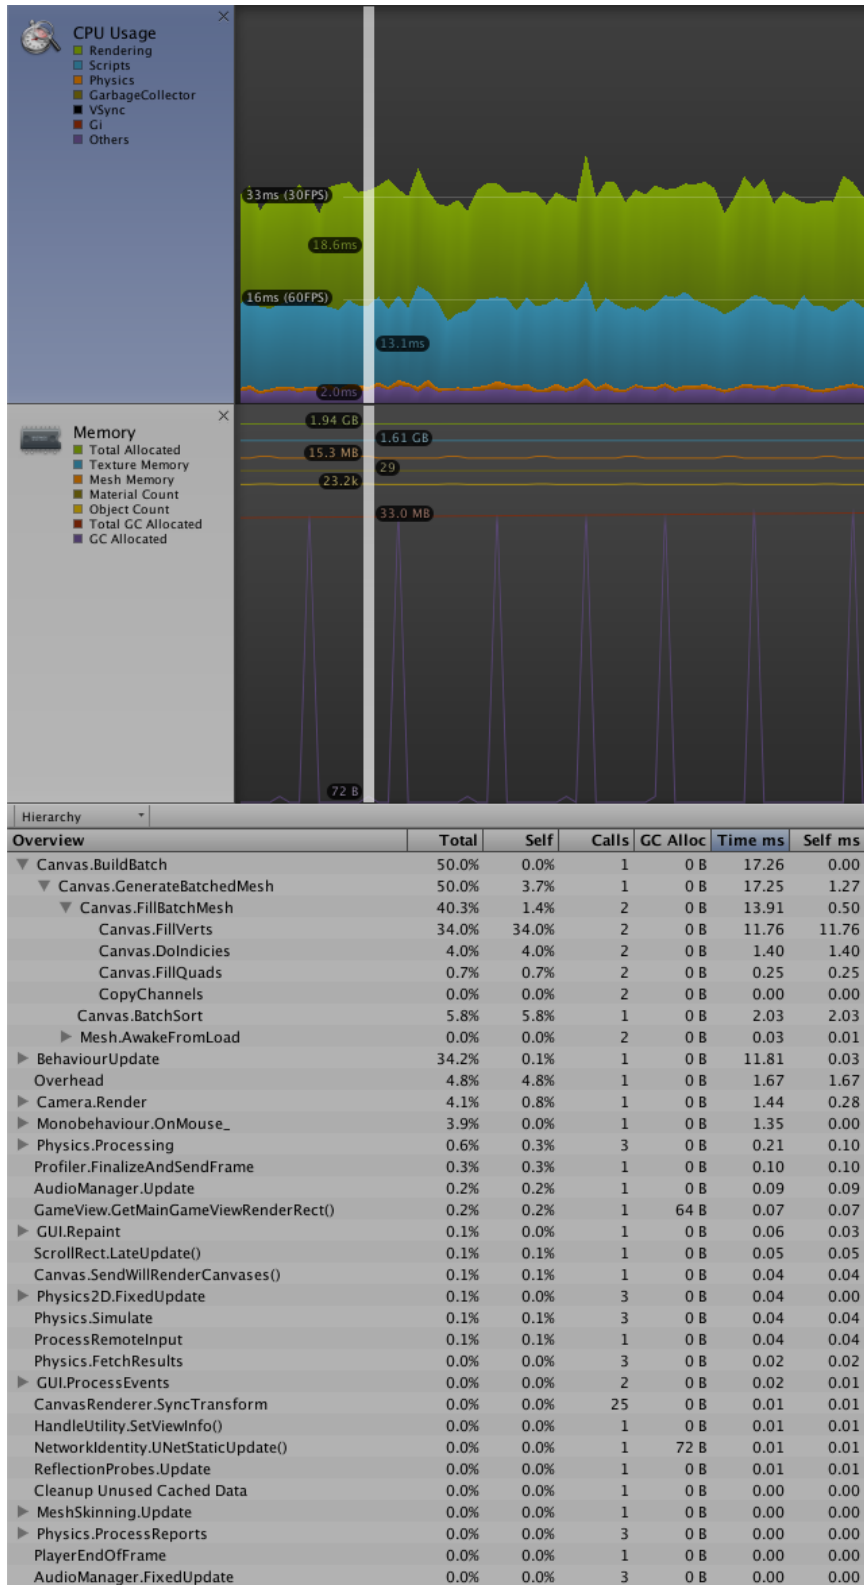 CPU Usage
Rendering
Scripts
Physics
GarbageCollector
VSync
Gi
Others
33ms (30FPS)
18.6ms
16ms (60FPS)
13.1ms
2.0ms
Memory
Total Allocated
Texture Memory
Mesh Memory
Material Count
Object Count
Total GC Allocated
GC Allocated
1.94 GB
1.61 GB
15.3 MB
29
23.2k
33.0 MB
72 B
Hierarchy
Overview Total Self Calls GC Alloc Time ms Self ms
Canvas.BuildBatch 50.0% 0.0% 1 0 B 17.26 0.00
Canvas.GenerateBatchedMesh 50.0% 3.7% 1 0 B 17.25 1.27
Canvas.FillBatchMesh 40.3% 1.4% 2 0 B 13.91 0.50
Canvas.FillVerts 34.0% 34.0% 2 0 B 11.76 11.76
Canvas.DoIndicies 4.0% 4.0% 2 0 B 1.40 1.40
Canvas.FillQuads 0.7% 0.7% 2 0 B 0.25 0.25
CopyChannels 0.0% 0.0% 2 0 B 0.00 0.00
Canvas.BatchSort 5.8% 5.8% 1 0 B 2.03 2.03
Mesh.AwakeFromLoad 0.0% 0.0% 2 0 B 0.03 0.01
BehaviourUpdate 34.2% 0.1% 1 0 B 11.81 0.03
Overhead 4.8% 4.8% 1 0 B 1.67 1.67
Camera.Render 4.1% 0.8% 1 0 B 1.44 0.28
Monobehaviour.OnMouse_ 3.9% 0.0% 1 0 B 1.35 0.00
Physics.Processing 0.6% 0.3% 3 0 B 0.21 0.10
Profiler.FinalizeAndSendFrame 0.3% 0.3% 1 0 B 0.10 0.10
AudioManager.Update 0.2% 0.2% 1 0 B 0.09 0.09
GameView.GetMainGameViewRenderRect() 0.2% 0.2% 1 64 B 0.07 0.07
GUI.Repaint 0.1% 0.0% 1 0 B 0.06 0.03
ScrollRect.LateUpdate() 0.1% 0.1% 1 0 B 0.05 0.05
Canvas.SendWillRenderCanvases() 0.1% 0.1% 1 0 B 0.04 0.04
Physics2D.FixedUpdate 0.1% 0.0% 3 0 B 0.04 0.00
Physics.Simulate 0.1% 0.1% 3 0 B 0.04 0.04
ProcessRemoteInput 0.1% 0.1% 1 0 B 0.04 0.04
Physics.FetchResults 0.0% 0.0% 3 0 B 0.02 0.02
GUI.ProcessEvents 0.0% 0.0% 2 0 B 0.02 0.01
CanvasRenderer.SyncTransform 0.0% 0.0% 25 0 B 0.01 0.01
HandleUtility.SetViewInfo() 0.0% 0.0% 1 0 B 0.01 0.01
NetworkIdentity.UNetStaticUpdate() 0.0% 0.0% 1 72 B 0.01 0.01
ReflectionProbes.Update 0.0% 0.0% 1 0 B 0.01 0.01
Cleanup Unused Cached Data 0.0% 0.0% 1 0 B 0.00 0.00
MeshSkinning.Update 0.0% 0.0% 1 0 B 0.00 0.00
Physics.ProcessReports 0.0% 0.0% 3 0 B 0.00 0.00
PlayerEndOfFrame 0.0% 0.0% 1 0 B 0.00 0.00
AudioManager.FixedUpdate 0.0% 0.0% 3 0 B 0.00 0.00